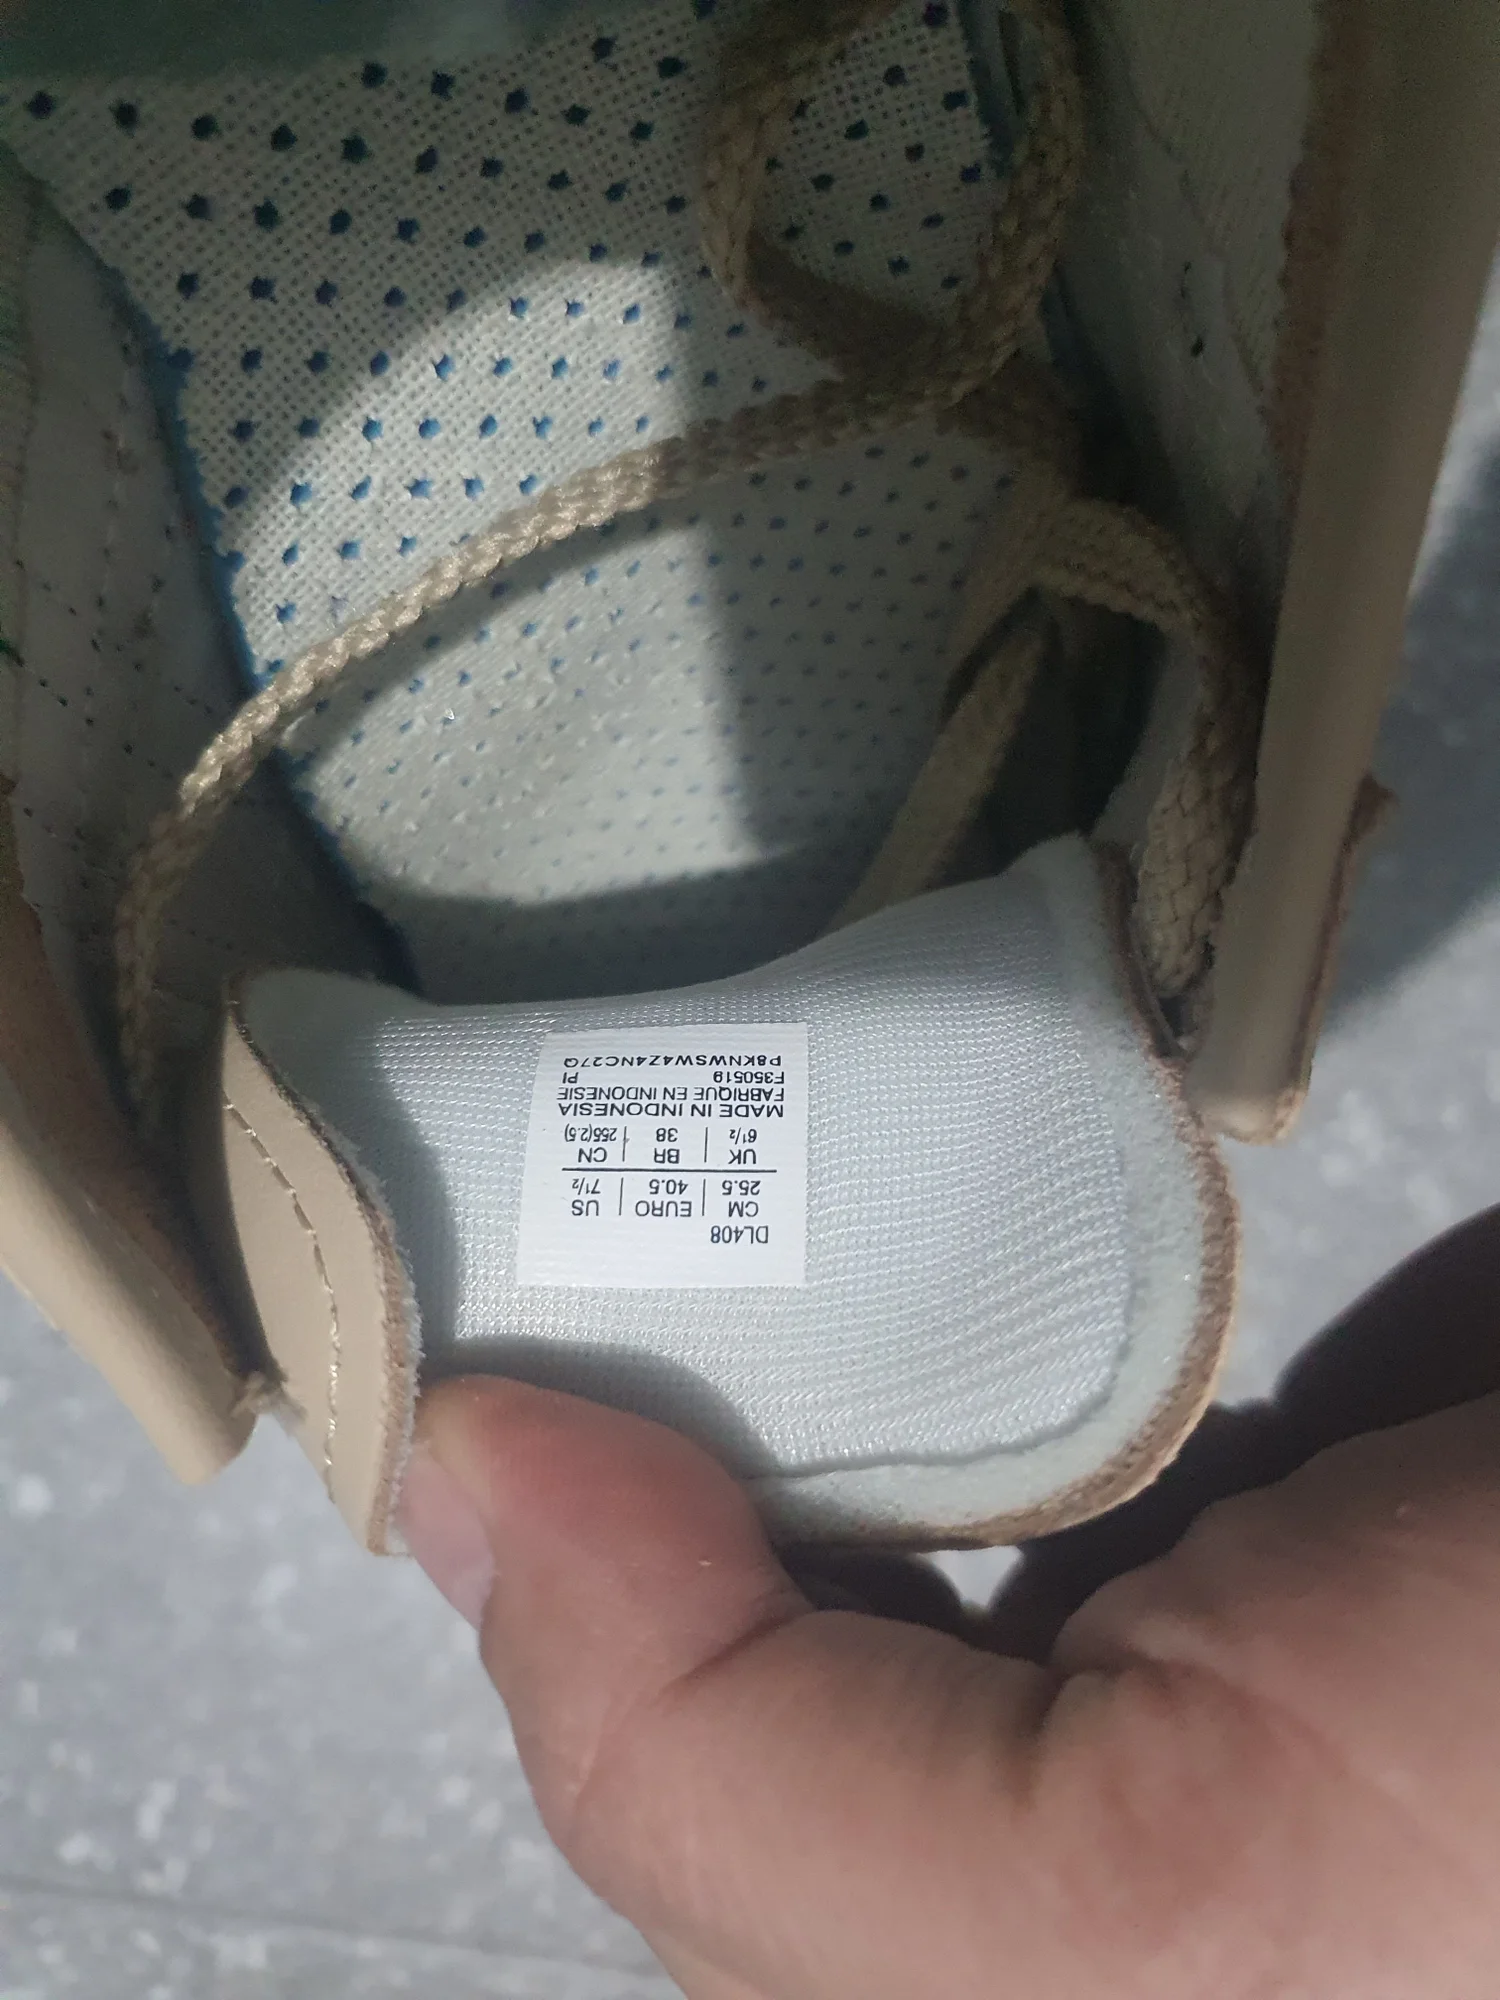 DL408
CM | EURO | US
25.5 | 40.5 | 7½
UK | BR | CN
6½ | 38 | 255(2.5)
MADE IN INDONESIA
FABRIQUE EN INDONESIE
F350519 PI
P8KNWSW4Z4NC27Q